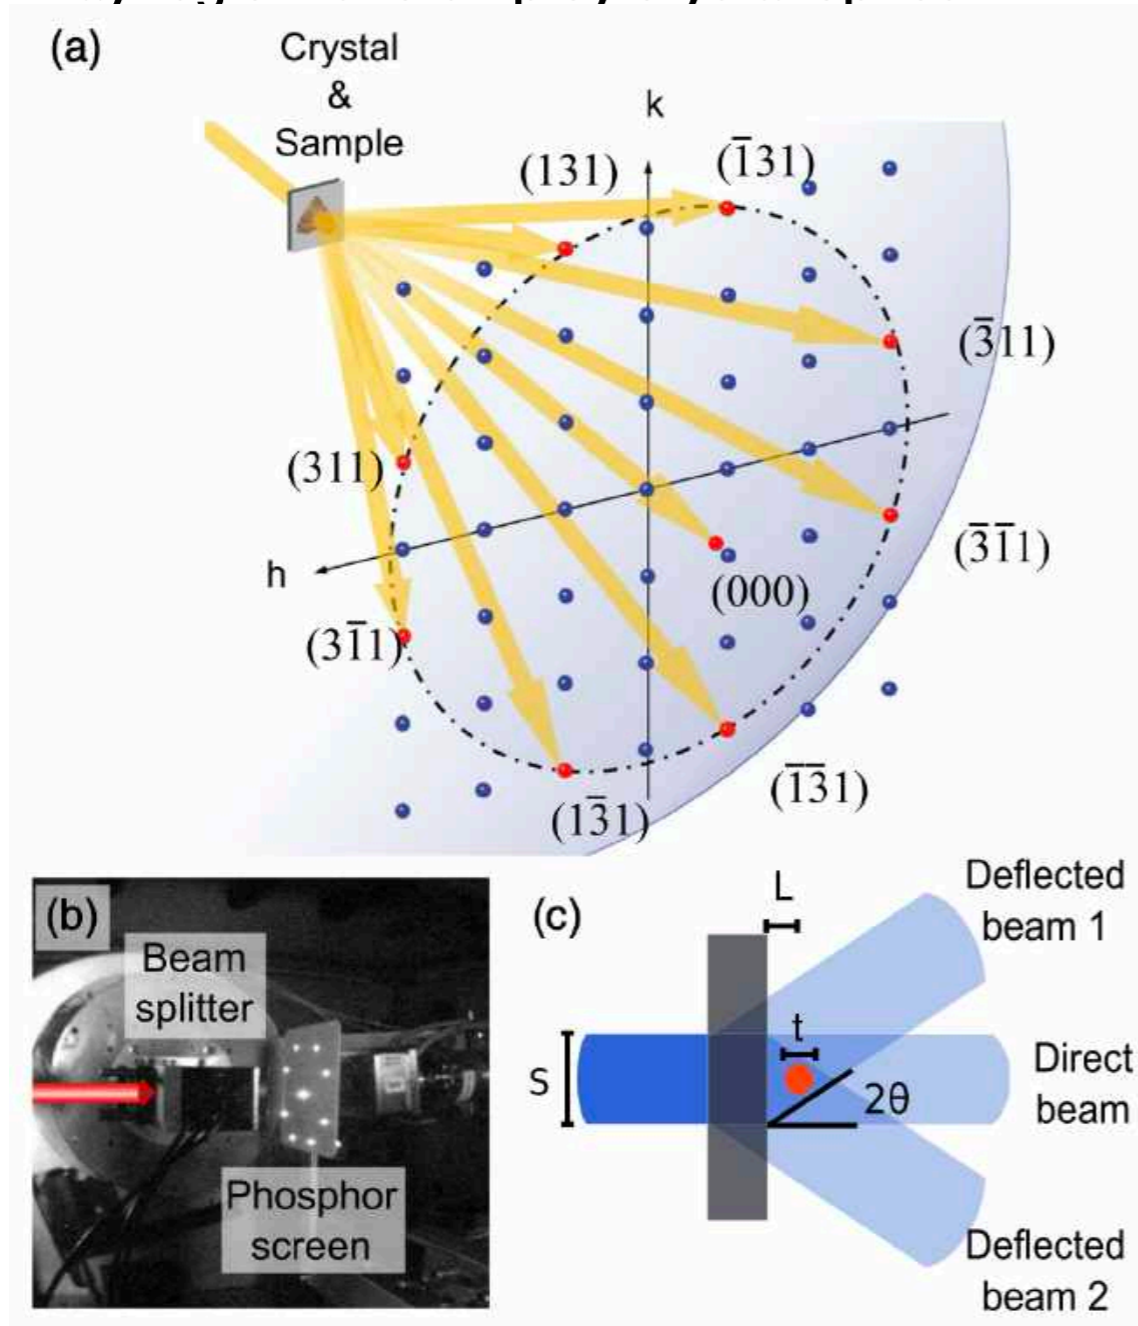 (a)
Crystal
&
Sample
k
(131)
(1̅31)
(3̅11)
(311)
(3̅1̅1)
h
(000)
(31̅1)
(1̅3̅1)
(13̅1)
(b)
Beam
splitter
Phosphor
screen
(c)
L
Deflected
beam 1
t
S
Direct
beam
2θ
Deflected
beam 2